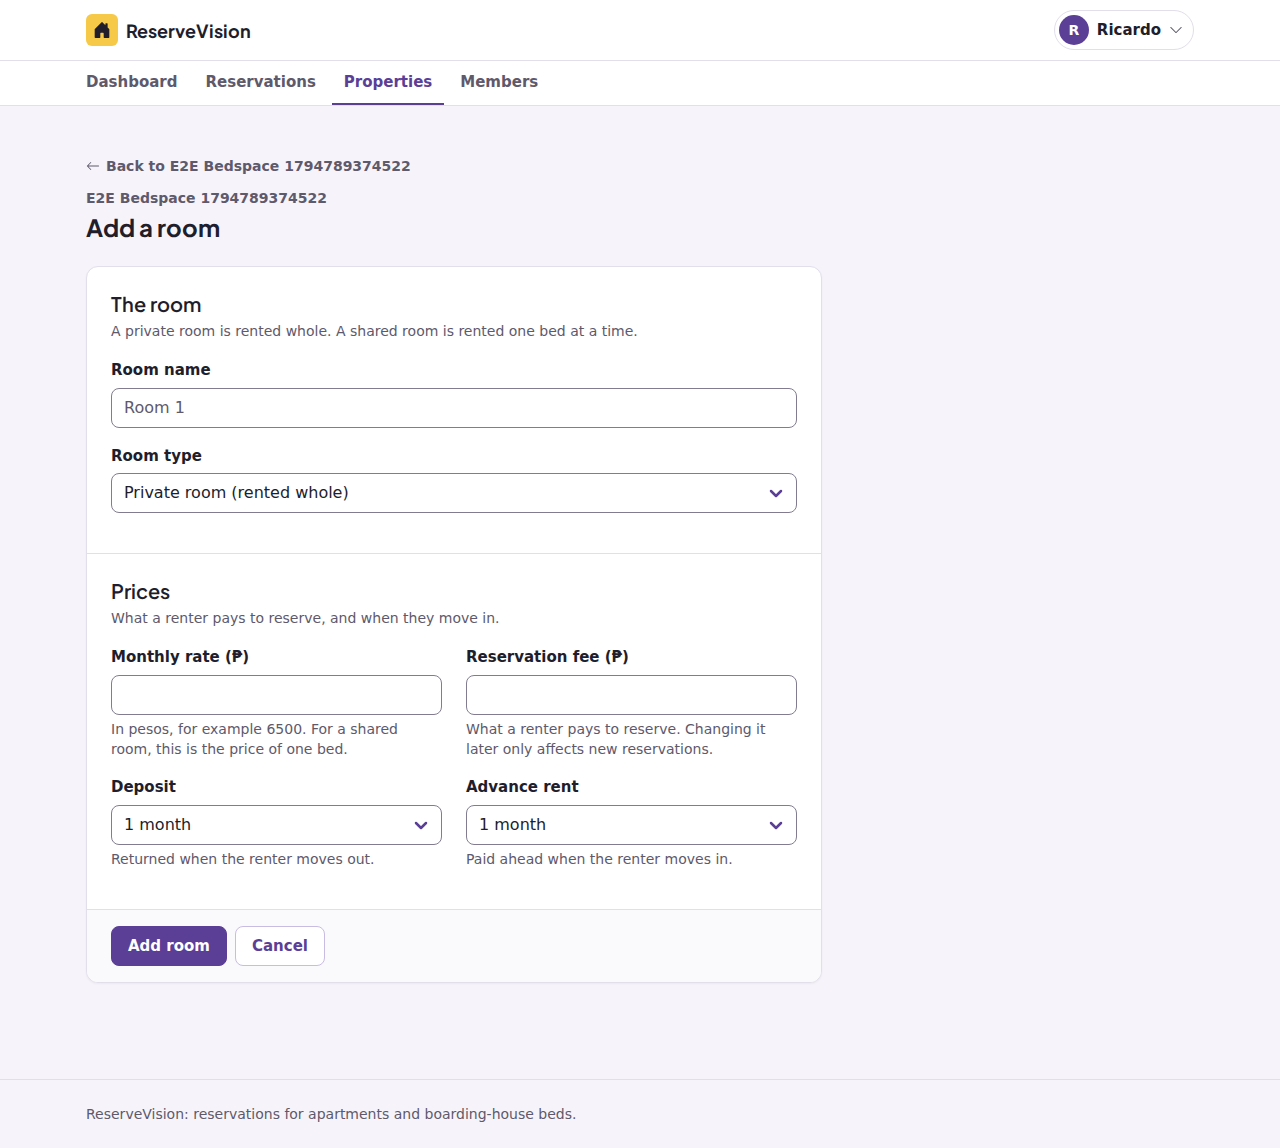 ReserveVision
R Ricardo
Dashboard Reservations Properties Members
← Back to E2E Bedspace 1794789374522
E2E Bedspace 1794789374522
Add a room
The room
A private room is rented whole. A shared room is rented one bed at a time.
Room name
Room 1
Room type
Private room (rented whole)
Prices
What a renter pays to reserve, and when they move in.
Monthly rate (₱) Reservation fee (₱)
In pesos, for example 6500. For a shared What a renter pays to reserve. Changing it
room, this is the price of one bed. later only affects new reservations.
Deposit Advance rent
1 month 1 month
Returned when the renter moves out. Paid ahead when the renter moves in.
Add room Cancel
ReserveVision: reservations for apartments and boarding-house beds.